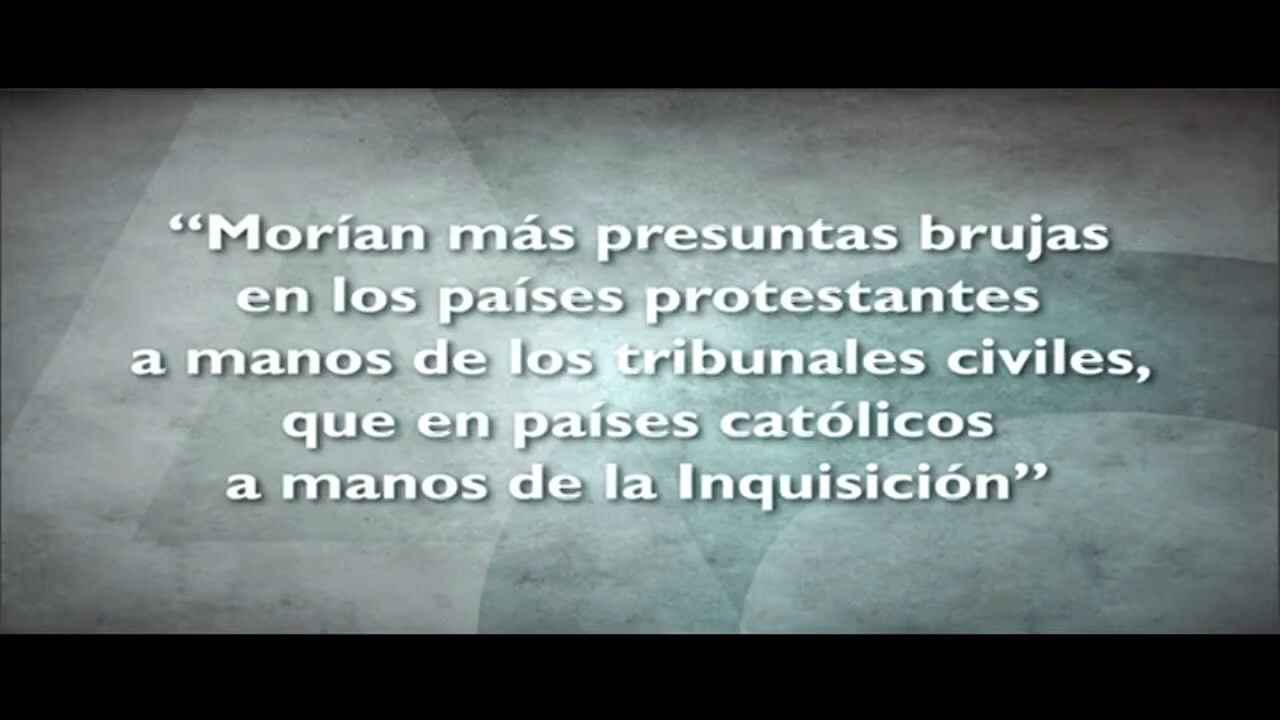 “Morían más presuntas brujas
en los países protestantes
a manos de los tribunales civiles,
que en países católicos
a manos de la Inquisición”